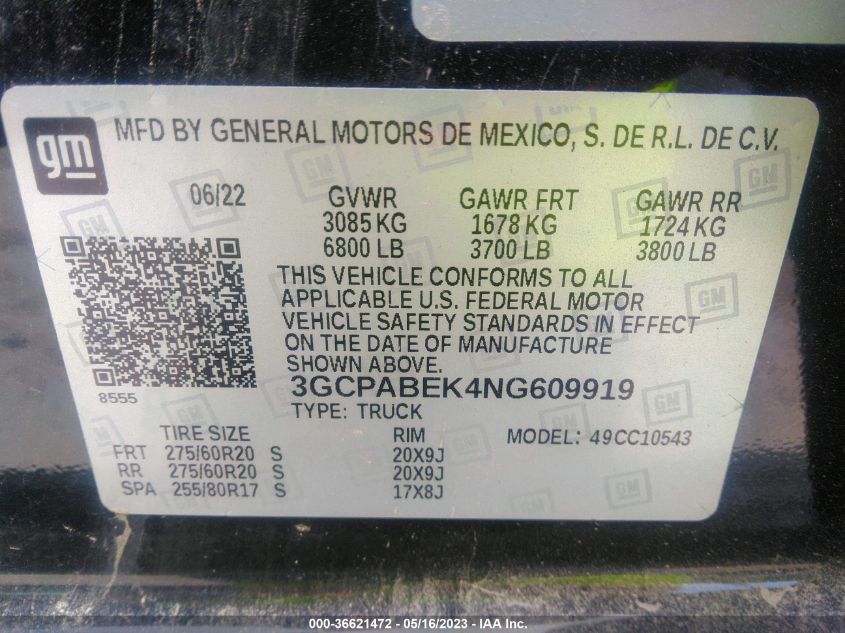 gm
MFD BY GENERAL MOTORS DE MEXICO, S. DE R.L. DE C.V.
06/22 GVWR GAWR FRT GAWR RR
3085 KG 1678 KG 1724 KG
6800 LB 3700 LB 3800 LB
THIS VEHICLE CONFORMS TO ALL
APPLICABLE U.S. FEDERAL MOTOR
VEHICLE SAFETY STANDARDS IN EFFECT
ON THE DATE OF MANUFACTURE
SHOWN ABOVE.
8555
3GCPABEK4NG609919
TYPE: TRUCK
TIRE SIZE RIM MODEL: 49CC10543
FRT 275/60R20 S 20X9J
RR 275/60R20 S 20X9J
SPA 255/80R17 S 17X8J
000-36621472 - 05/16/2023 - IAA Inc.